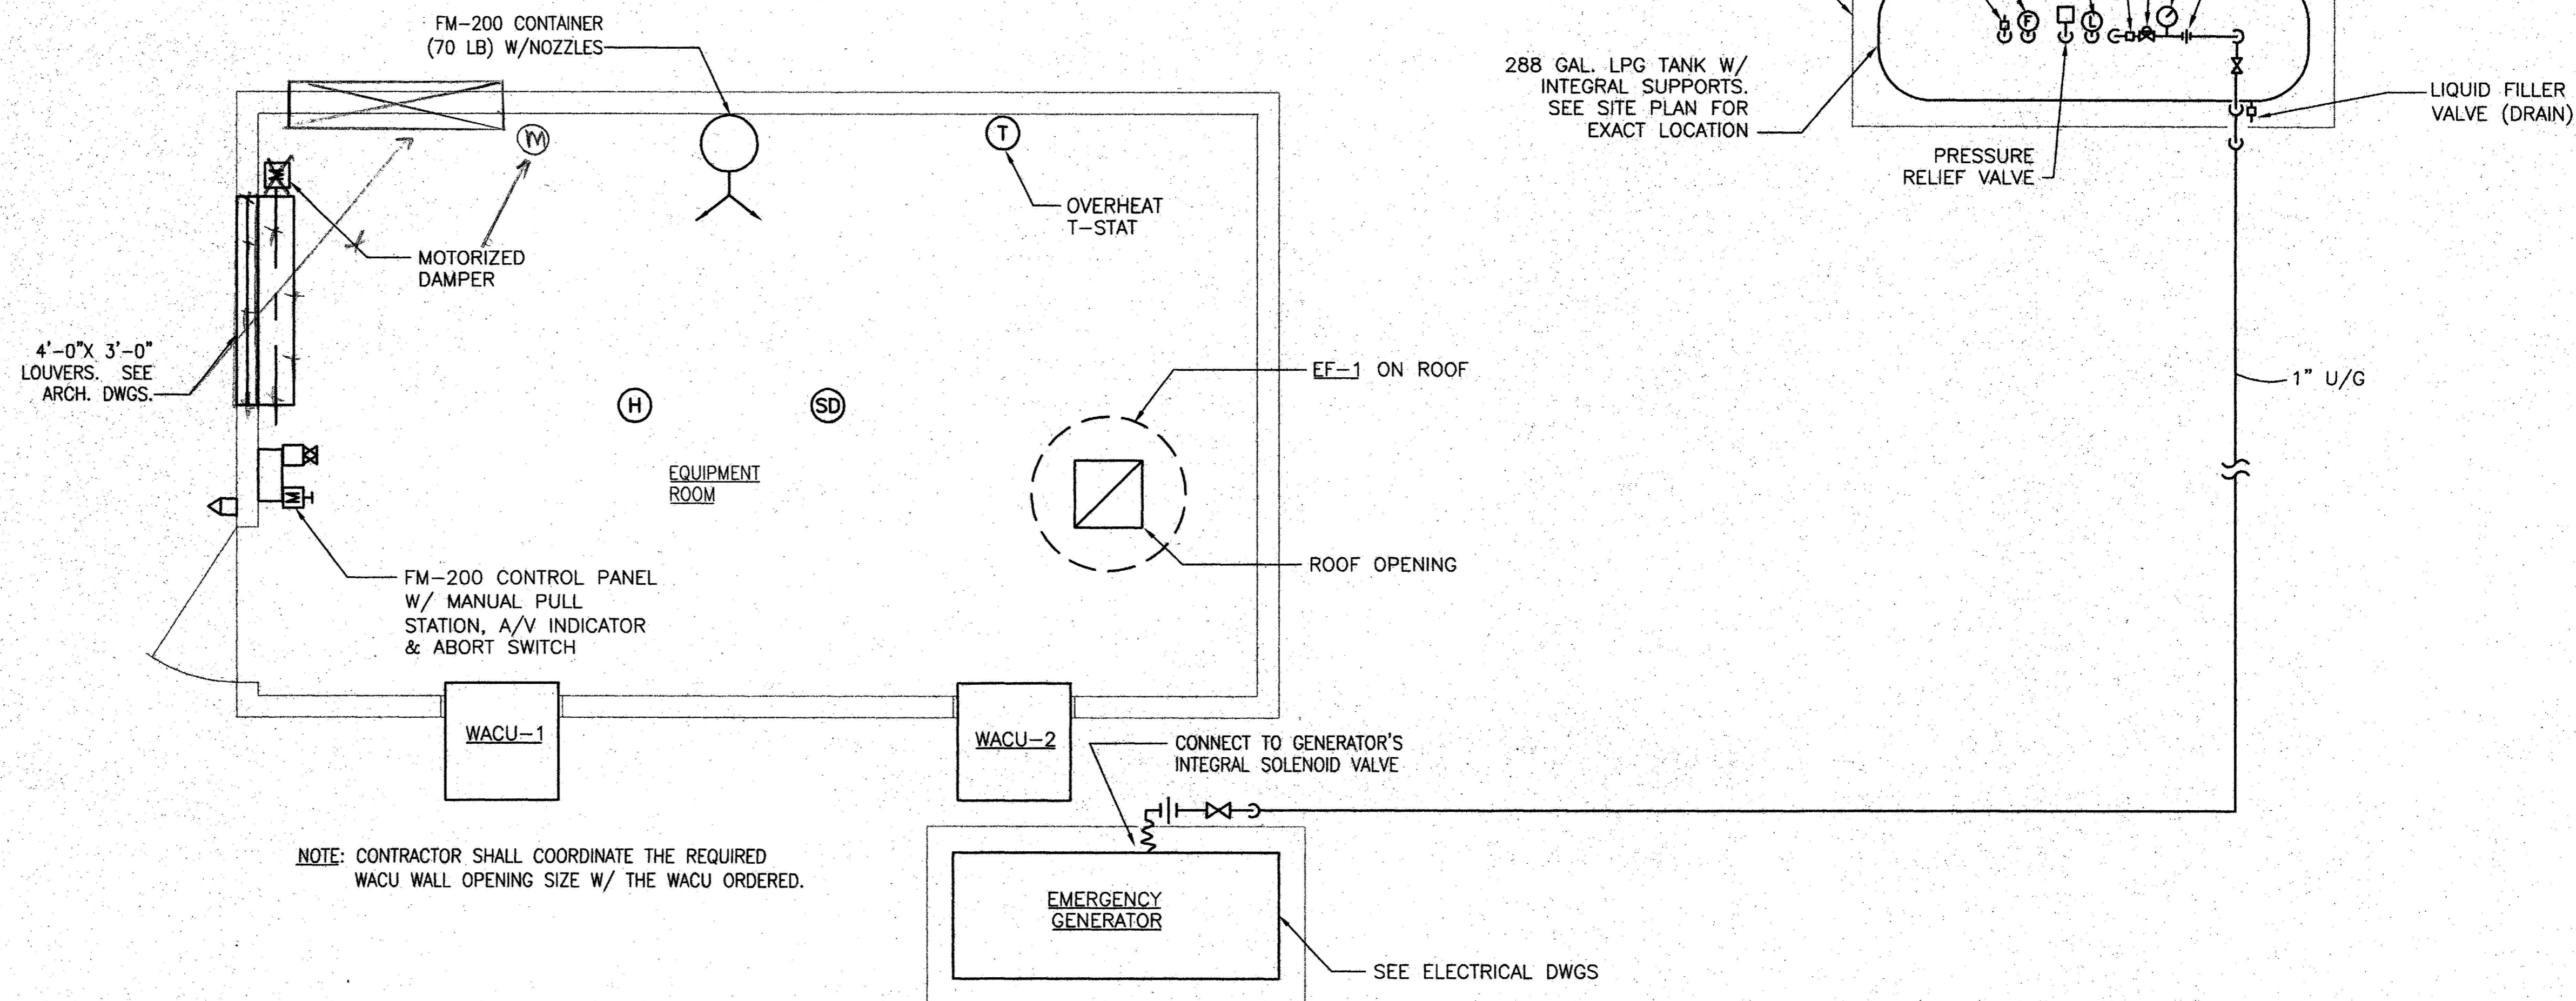 FM-200 CONTAINER
(70 LB) W/NOZZLES
M
T
OVERHEAT
T-STAT
MOTORIZED
DAMPER
M
4'-0"X 3'-0"
LOUVERS. SEE
ARCH. DWGS.
H
SD
EQUIPMENT
ROOM
EF-1 ON ROOF
ROOF OPENING
M
FM-200 CONTROL PANEL
W/ MANUAL PULL
STATION, A/V INDICATOR
& ABORT SWITCH
WACU-1
WACU-2
CONNECT TO GENERATOR'S
INTEGRAL SOLENOID VALVE
NOTE: CONTRACTOR SHALL COORDINATE THE REQUIRED
WACU WALL OPENING SIZE W/ THE WACU ORDERED.
EMERGENCY
GENERATOR
SEE ELECTRICAL DWGS
F
L
288 GAL. LPG TANK W/
INTEGRAL SUPPORTS.
SEE SITE PLAN FOR
EXACT LOCATION
PRESSURE
RELIEF VALVE
LIQUID FILLER
VALVE (DRAIN)
1" U/G